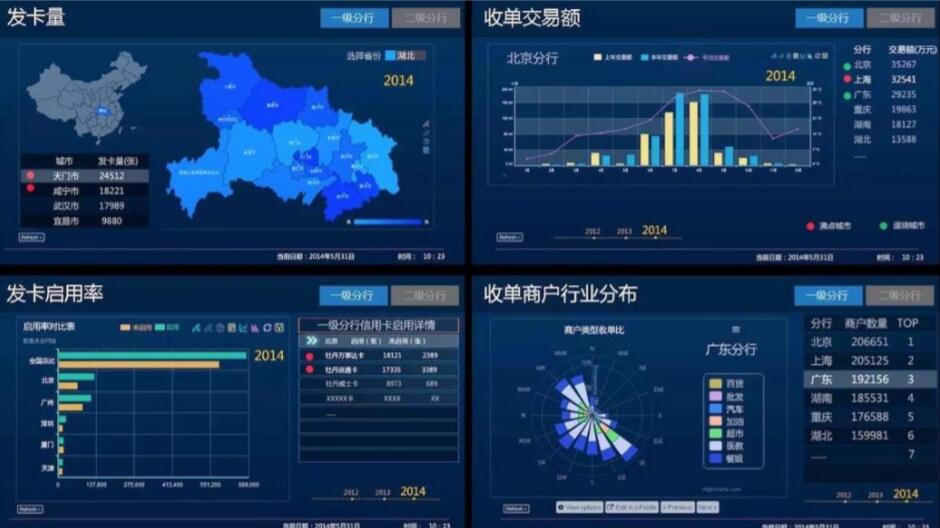 发卡量
一级分行 二级分行
选择省份 湖北
2014
城市 发卡量(张)
天门市 24512
咸宁市 18221
武汉市 17989
宜昌市 9880
Refresh
当前日期：2014年5月31日 时间： 10：23
收单交易额
一级分行 二级分行
北京分行
上年交易额 本年交易额 平均交易额
2014
分行 交易额(万元)
北京 35267
上海 32541
广东 29235
重庆 19863
湖南 18127
湖北 13588
......
2012 2013 2014
沸点城市 退烧城市
Refresh
当前日期：2014年5月31日 时间： 10：23
发卡启用率
一级分行 二级分行
启用率对比表
未启用 启用
2014
全国总比
北京
广州
深圳
厦门
天津
0 137,800 275,600 413,400 551,200 689,000
一级分行信用卡启用详情
北京 启用（张） 未启用（张）
牡丹万事达卡 18121 2389
牡丹运通卡 17335 3389
牡丹威士卡 8973 689
XXXXX卡 XXXX XX
......
2012 2013 2014
Refresh
当前日期：2014年5月31日 时间： 10：23
收单商户行业分布
一级分行 二级分行
商户类型收单比
广东分行
百货
批发
汽车
加油
超市
医教
餐娱
Highcharts.com
View options Edit in jsFiddle Previous Next
分行 商户数量 TOP
北京 206651 1
上海 205125 2
广东 192156 3
湖南 185531 4
重庆 176588 5
湖北 159981 6
...... 7
2012 2013 2014
Refresh
当前日期：2014年5月31日 时间： 10：23